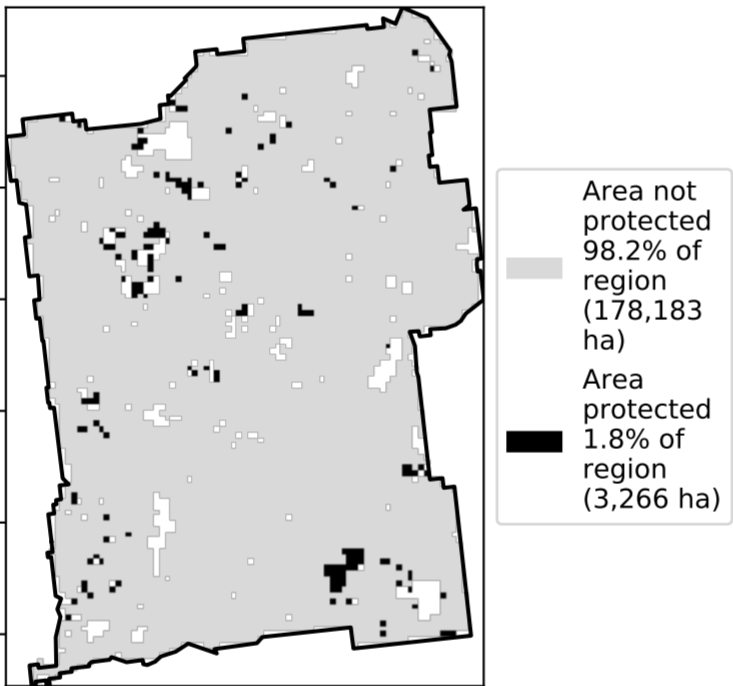 Area not
protected
98.2% of
region
(178,183
ha)
Area
protected
1.8% of
region
(3,266 ha)